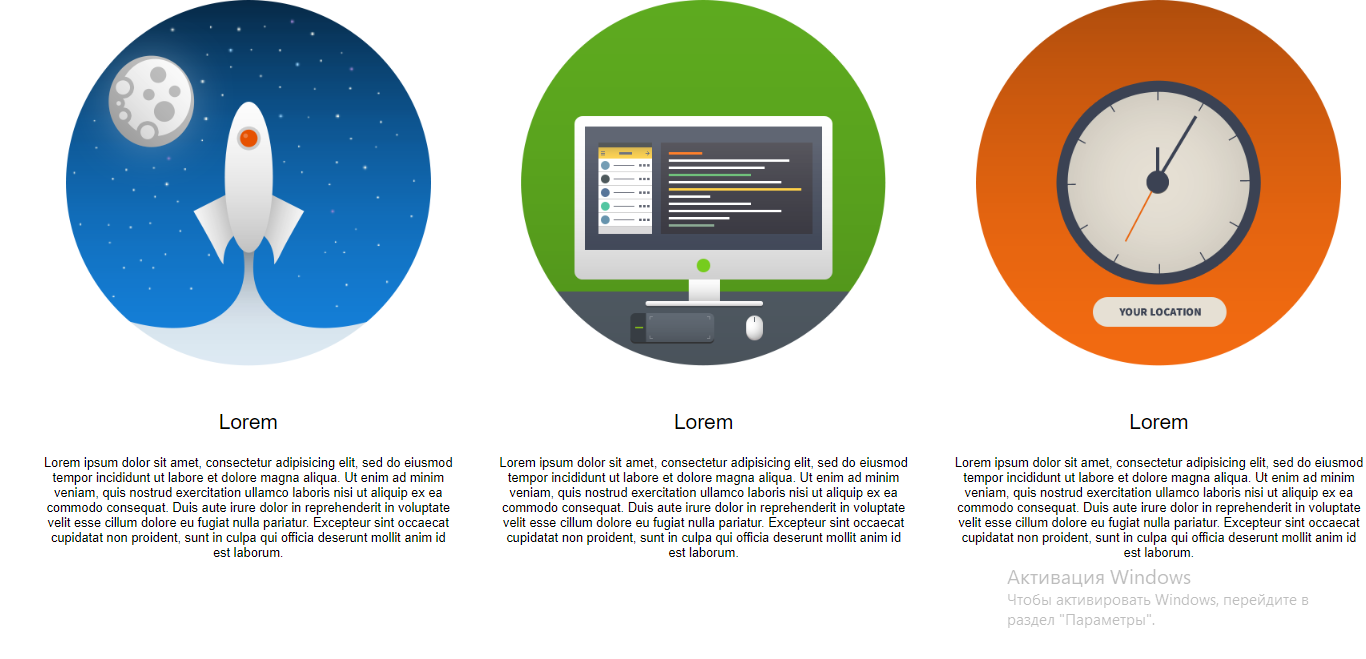 YOUR LOCATION
Lorem
Lorem ipsum dolor sit amet, consectetur adipisicing elit, sed do eiusmod
tempor incididunt ut labore et dolore magna aliqua. Ut enim ad minim
veniam, quis nostrud exercitation ullamco laboris nisi ut aliquip ex ea
commodo consequat. Duis aute irure dolor in reprehenderit in voluptate
velit esse cillum dolore eu fugiat nulla pariatur. Excepteur sint occaecat
cupidatat non proident, sunt in culpa qui officia deserunt mollit anim id
est laborum.
Lorem
Lorem ipsum dolor sit amet, consectetur adipisicing elit, sed do eiusmod
tempor incididunt ut labore et dolore magna aliqua. Ut enim ad minim
veniam, quis nostrud exercitation ullamco laboris nisi ut aliquip ex ea
commodo consequat. Duis aute irure dolor in reprehenderit in voluptate
velit esse cillum dolore eu fugiat nulla pariatur. Excepteur sint occaecat
cupidatat non proident, sunt in culpa qui officia deserunt mollit anim id
est laborum.
Lorem
Lorem ipsum dolor sit amet, consectetur adipisicing elit, sed do eiusmod
tempor incididunt ut labore et dolore magna aliqua. Ut enim ad minim
veniam, quis nostrud exercitation ullamco laboris nisi ut aliquip ex ea
commodo consequat. Duis aute irure dolor in reprehenderit in voluptate
velit esse cillum dolore eu fugiat nulla pariatur. Excepteur sint occaecat
cupidatat non proident, sunt in culpa qui officia deserunt mollit anim id
est laborum.
Активация Windows
Чтобы активировать Windows, перейдите в
раздел "Параметры".